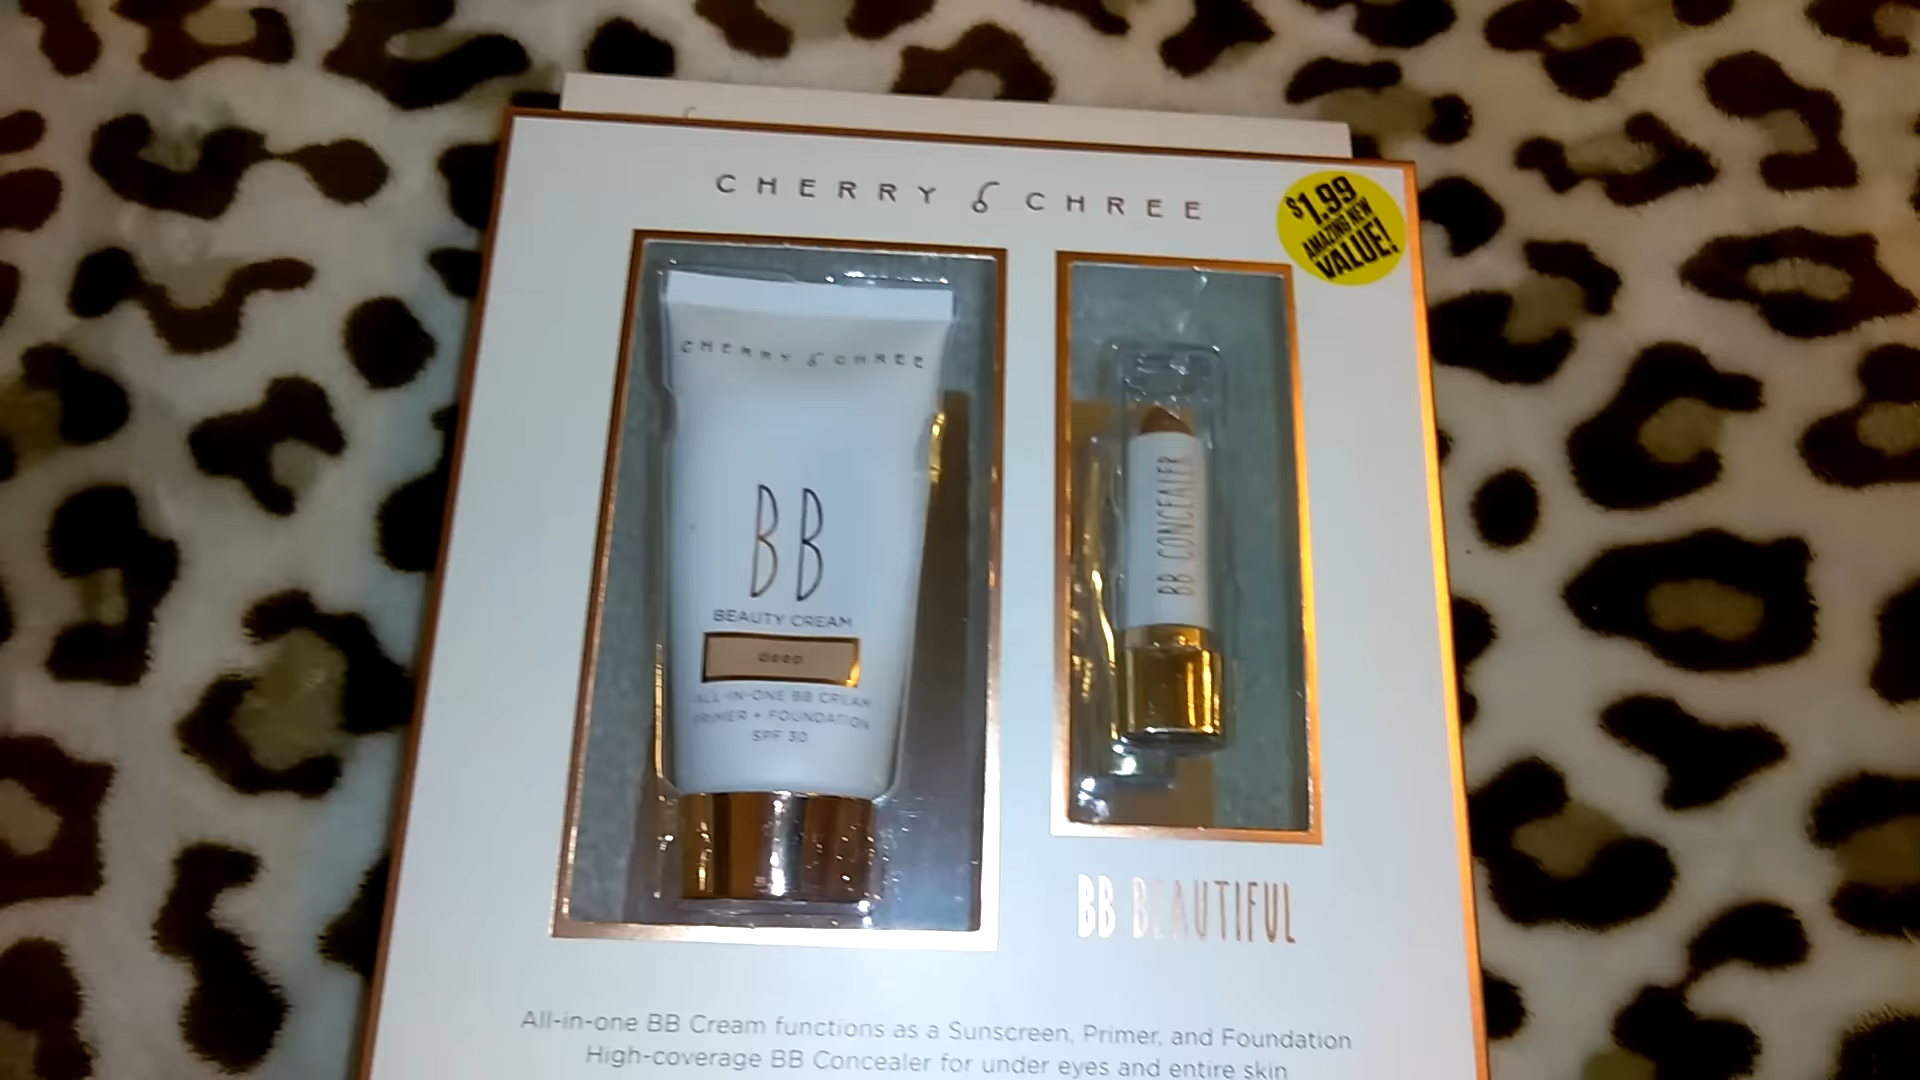 CHERRY & CHREE
$1.99
AMAZING NEW
VALUE!
CHERRY & CHREE
BB
BEAUTY CREAM
deep
ALL-IN-ONE BB CREAM
PRIMER + FOUNDATION
SPF 30
BB CONCEALER
BB BEAUTIFUL
All-in-one BB Cream functions as a Sunscreen, Primer, and Foundation
High-coverage BB Concealer for under eyes and entire skin